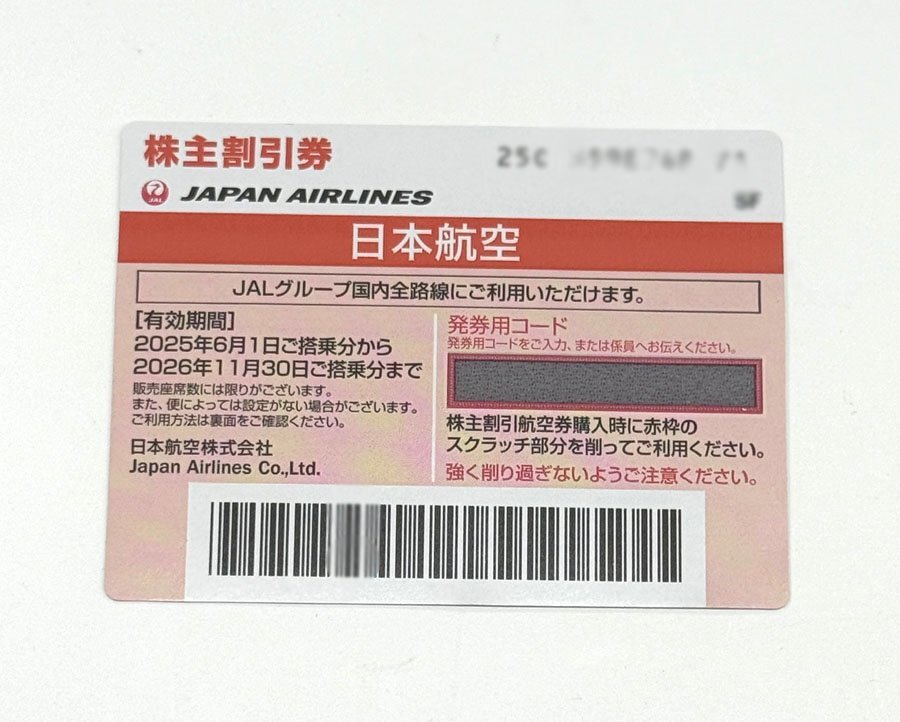 株主割引券
25C
JAL
JAPAN AIRLINES
SF
日本航空
JALグループ国内全路線にご利用いただけます。
[有効期間]
2025年6月1日ご搭乗分から
2026年11月30日ご搭乗分まで
販売座席数には限りがございます。
また、便によっては設定がない場合がございます。
ご利用方法は裏面をご確認ください。
日本航空株式会社
Japan Airlines Co.,Ltd.
発券用コード
発券用コードをご入力、または係員へお伝えください。
株主割引航空券購入時に赤枠の
スクラッチ部分を削ってご利用ください。
強く削り過ぎないようご注意ください。